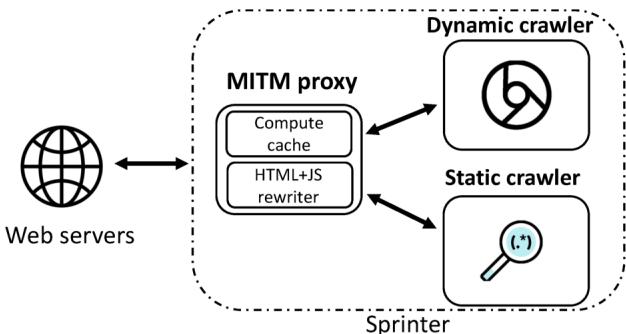 Dynamic crawler
MITM proxy
Compute
cache
HTML+JS
rewriter
Static crawler
(.*)
Web servers
Sprinter